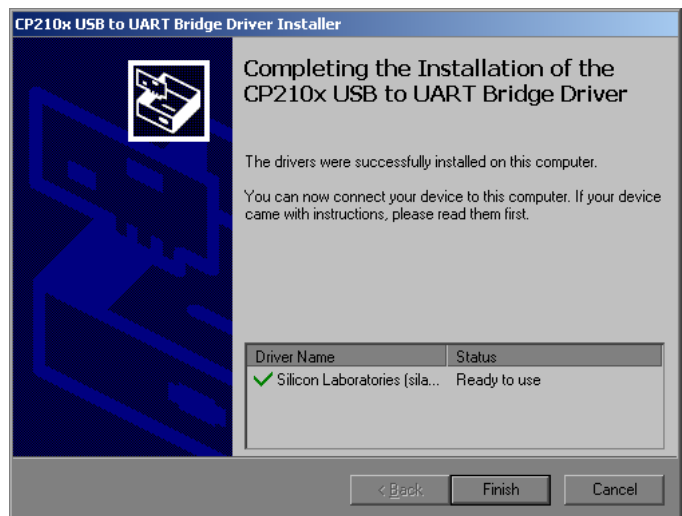 CP210x USB to UART Bridge Driver Installer
Completing the Installation of the
CP210x USB to UART Bridge Driver
The drivers were successfully installed on this computer.
You can now connect your device to this computer. If your device
came with instructions, please read them first.
Driver Name Status
Silicon Laboratories (sila... Ready to use
< Back Finish Cancel